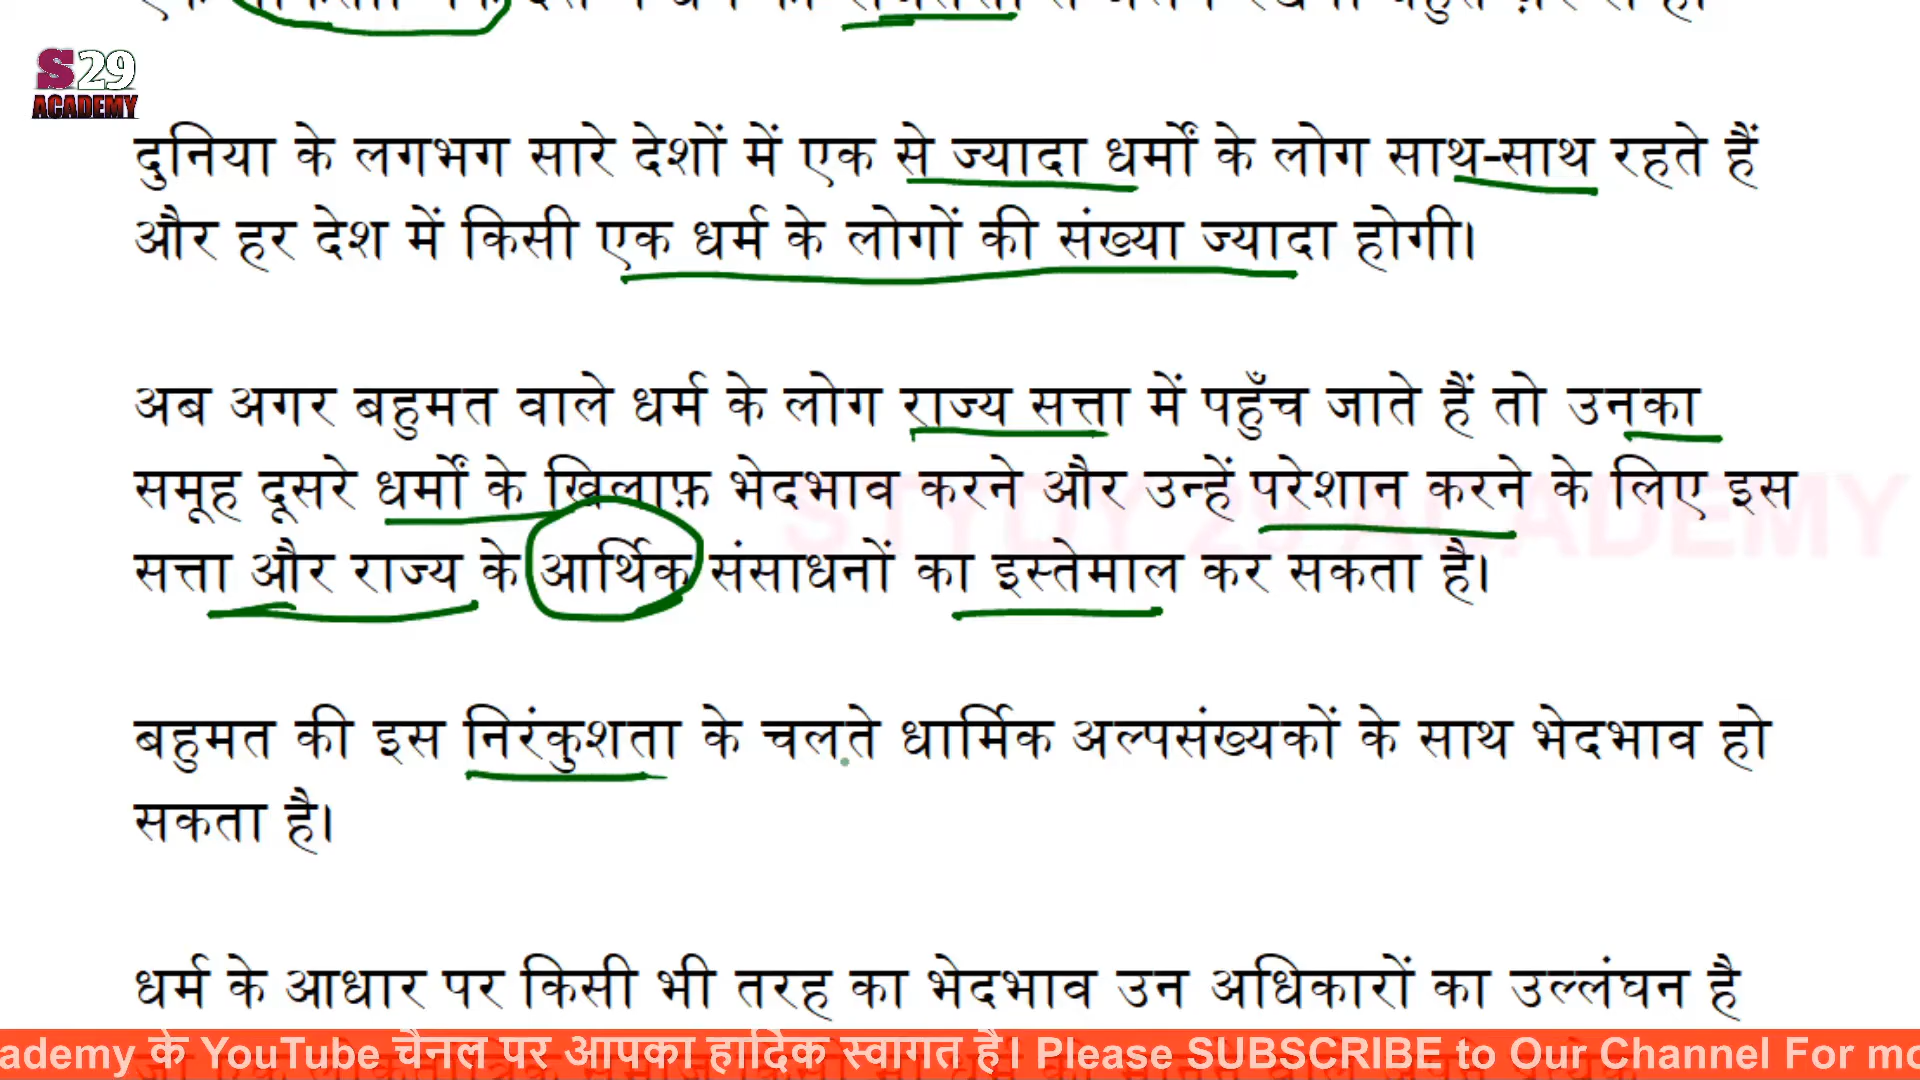 S29
ACADEMY
दुनिया के लगभग सारे देशों में एक से ज्यादा धर्मों के लोग साथ-साथ रहते हैं
और हर देश में किसी एक धर्म के लोगों की संख्या ज्यादा होगी।
अब अगर बहुमत वाले धर्म के लोग राज्य सत्ता में पहुँच जाते हैं तो उनका
समूह दूसरे धर्मों के खिलाफ़ भेदभाव करने और उन्हें परेशान करने के लिए इस
सत्ता और राज्य के आर्थिक संसाधनों का इस्तेमाल कर सकता है।
STYDY 29 ACADEMY
बहुमत की इस निरंकुशता के चलते धार्मिक अल्पसंख्यकों के साथ भेदभाव हो
सकता है।
धर्म के आधार पर किसी भी तरह का भेदभाव उन अधिकारों का उल्लंघन है
ademy के YouTube चैनल पर आपका हार्दिक स्वागत है। Please SUBSCRIBE to Our Channel For mo